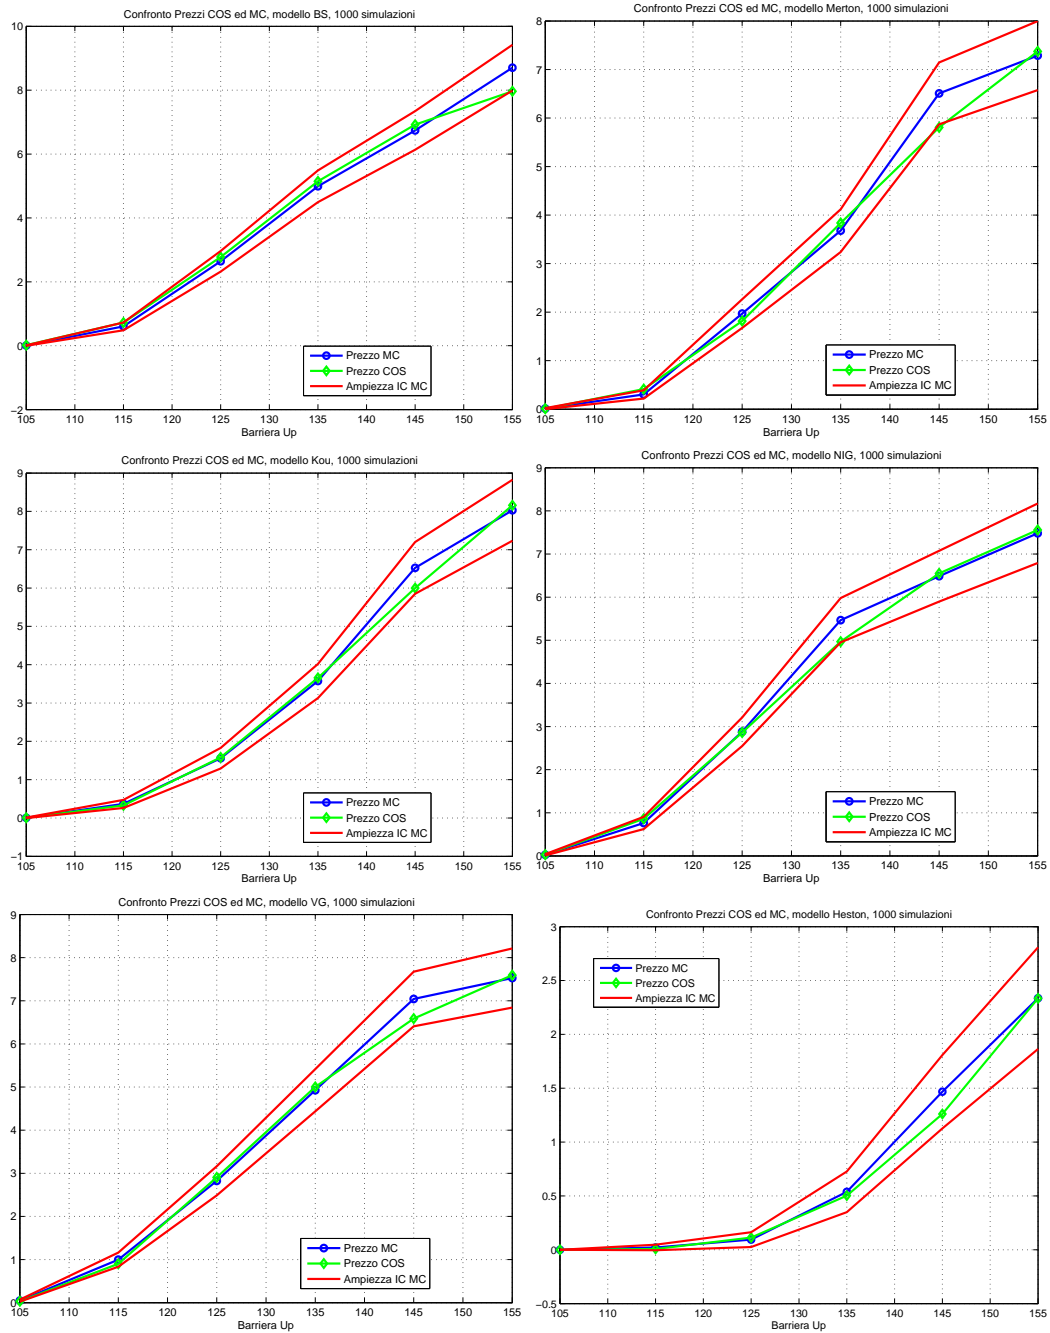 Confronto Prezzi COS ed MC, modello BS, 1000 simulazioni
10
8
6
4
2
0
−2
105 115 120 125 130 135 140 145 150 155
Barriera Up
Prezzo MC
Prezzo COS
Ampiezza IC MC
Confronto Prezzi COS ed MC, modello Merton, 1000 simulazioni
8
7
6
5
4
3
2
1
0
105 110 115 120 125 130 135 140 145 150 155
Barriera Up
Prezzo MC
Prezzo COS
Ampiezza IC MC
Confronto Prezzi COS ed MC, modello Kou, 1000 simulazioni
9
8
7
6
5
4
3
2
1
0
−1
105 115 120 125 130 135 140 145 150 155
Barriera Up
Prezzo MC
Prezzo COS
Ampiezza IC MC
Confronto Prezzi COS ed MC, modello NIG, 1000 simulazioni
9
8
7
6
5
4
3
2
1
0
105 110 115 120 125 130 135 140 145 150 155
Barriera Up
Prezzo MC
Prezzo COS
Ampiezza IC MC
Confronto Prezzi COS ed MC, modello VG, 1000 simulazioni
9
8
7
6
5
4
3
2
1
0
105 110 115 120 125 130 135 140 145 150 155
Barriera Up
Prezzo MC
Prezzo COS
Ampiezza IC MC
Confronto Prezzi COS ed MC, modello Heston, 1000 simulazioni
3
2.5
2
1.5
1
0.5
0
−0.5
105 110 115 120 125 130 135 140 145 150 155
Barriera Up
Prezzo MC
Prezzo COS
Ampiezza IC MC